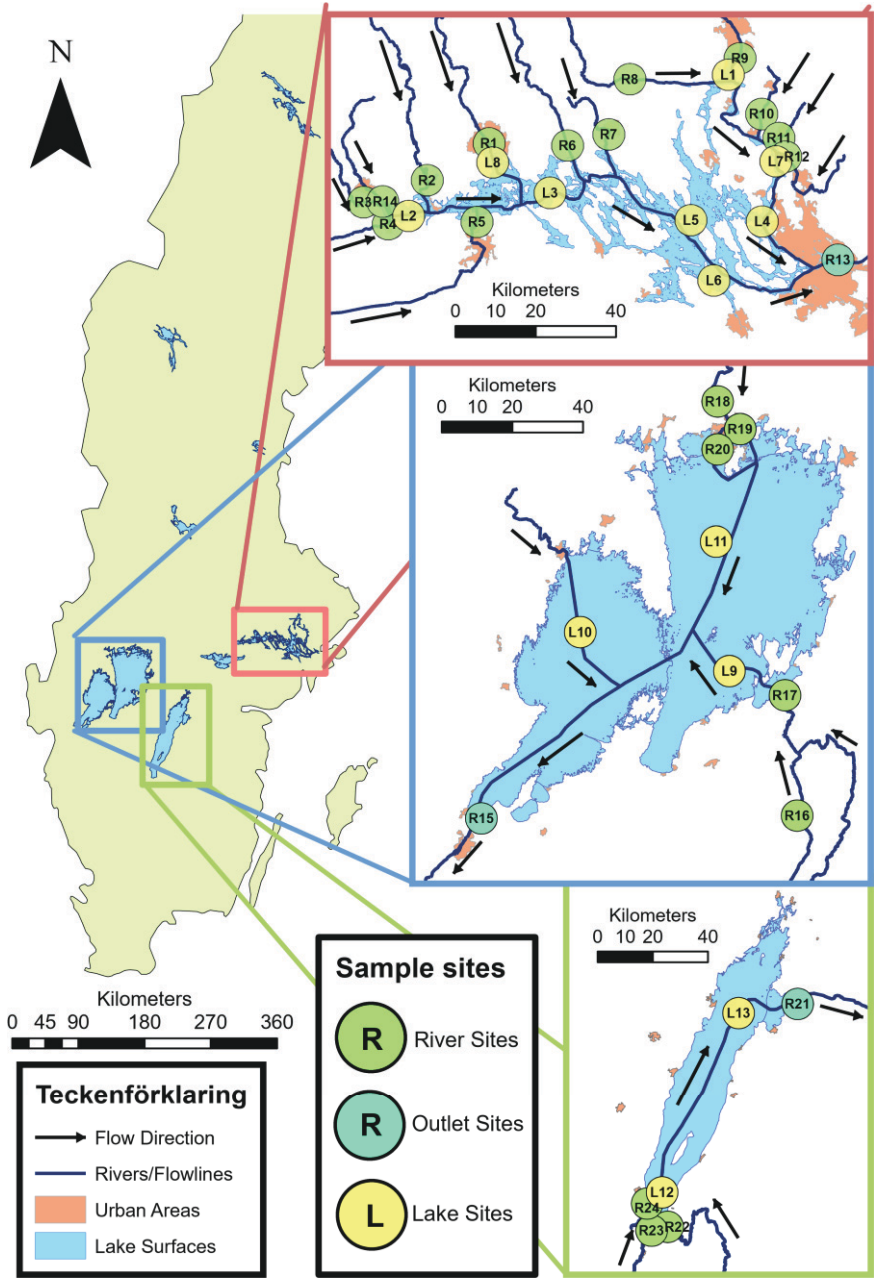 N
R9
R8
L1
R10
R11
R1
R7
R6
R12
L8
L7
R2
L3
R3
R14
L2
R4
R5
L5
L4
R13
L6
Kilometers
0 10 20 40
Kilometers
0 10 20 40
R18
R19
R20
L11
L10
L9
R17
R15
R16
Kilometers
0 10 20 40
L13
R21
L12
R24
R23
R22
Kilometers
0 45 90 180 270 360
Teckenförklaring
Flow Direction
Rivers/Flowlines
Urban Areas
Lake Surfaces
Sample sites
R River Sites
R Outlet Sites
L Lake Sites